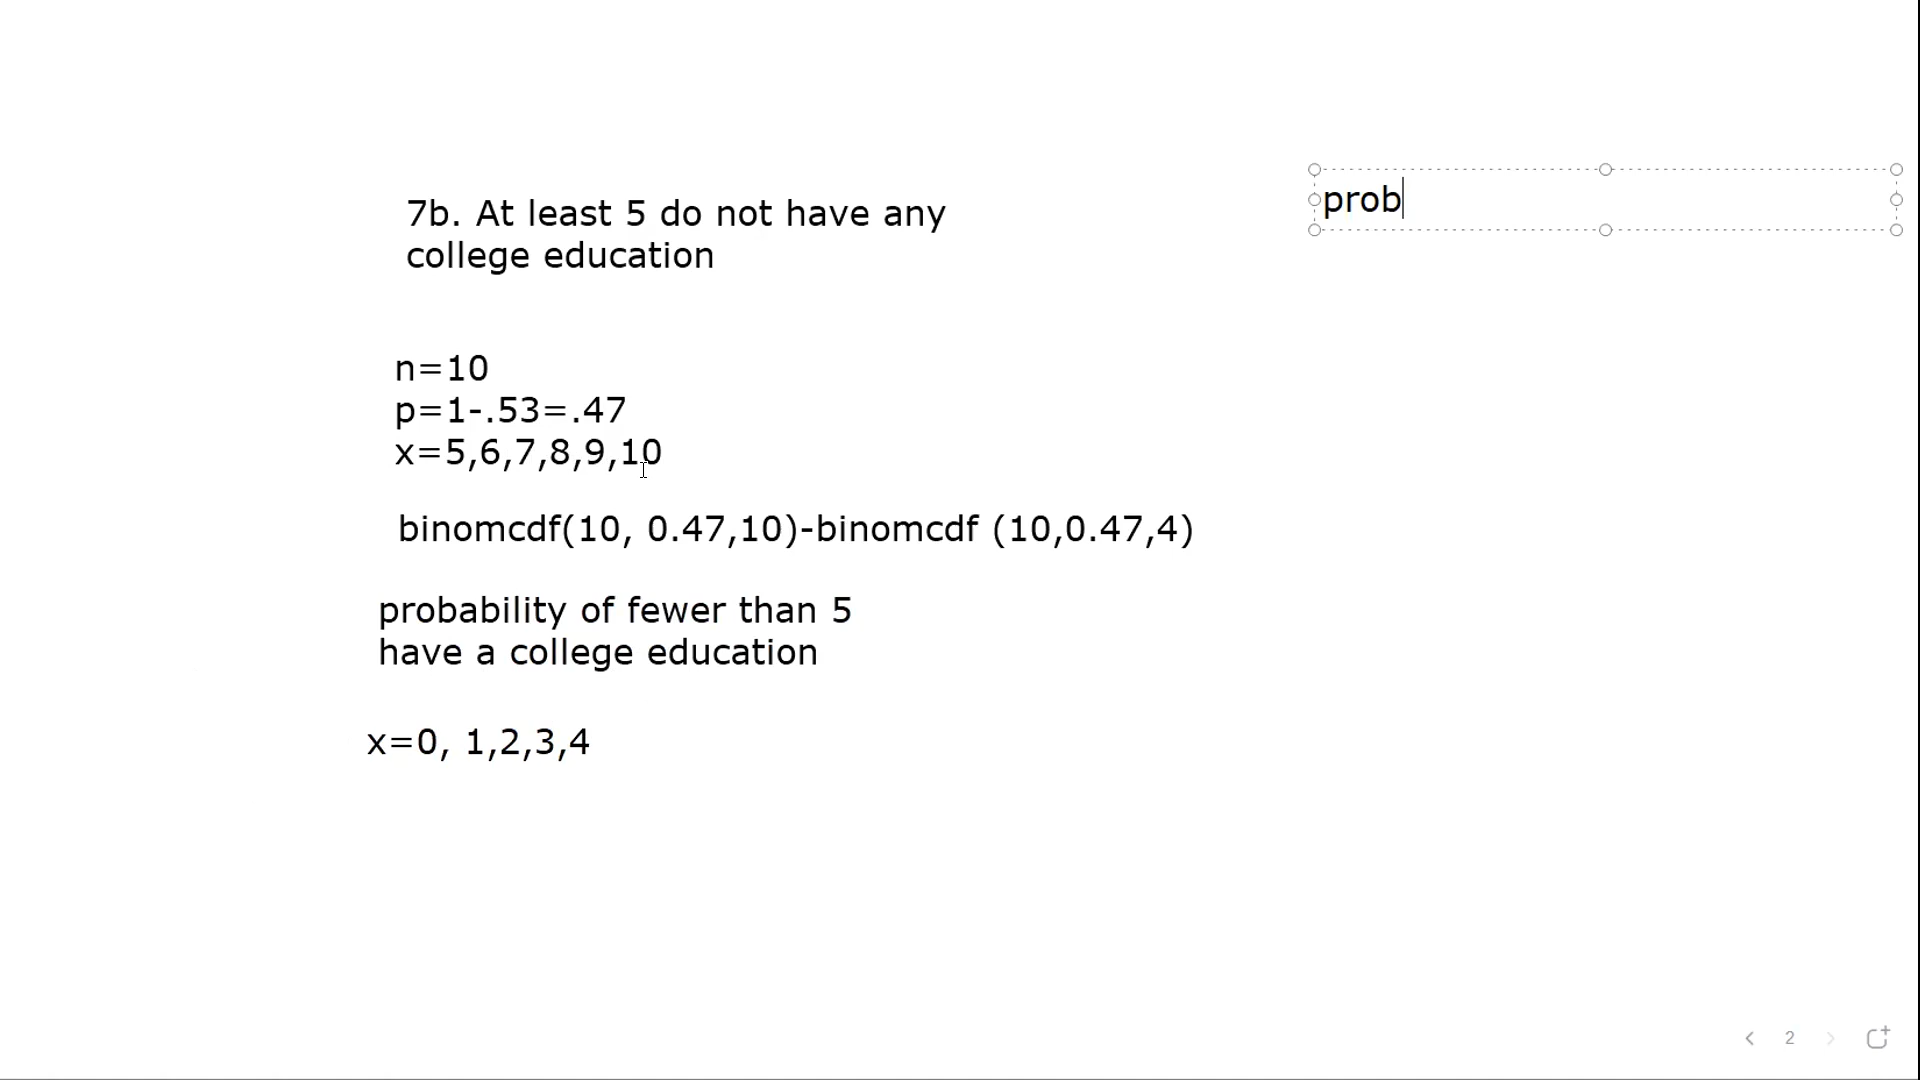 7b. At least 5 do not have any
college education
prob
n=10
p=1-.53=.47
x=5,6,7,8,9,10
binomcdf(10, 0.47,10)-binomcdf (10,0.47,4)
probability of fewer than 5
have a college education
x=0, 1,2,3,4
2